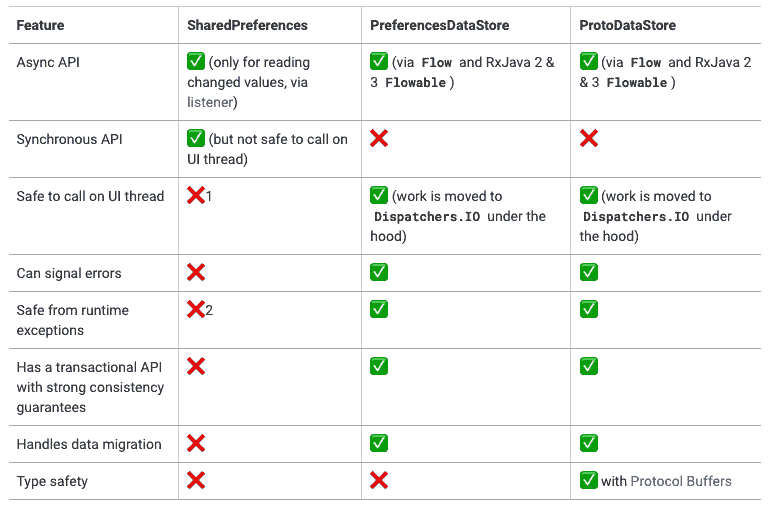 Feature SharedPreferences PreferencesDataStore ProtoDataStore
Async API ✅ (only for reading ✅ (via Flow and RxJava 2 & ✅ (via Flow and RxJava 2
changed values, via 3 Flowable ) & 3 Flowable )
listener)
Synchronous API ✅ (but not safe to call on ❌ ❌
UI thread)
Safe to call on UI thread ❌1 ✅ (work is moved to ✅ (work is moved to
Dispatchers.IO under the Dispatchers.IO under
hood) the hood)
Can signal errors ❌ ✅ ✅
Safe from runtime ❌2 ✅ ✅
exceptions
Has a transactional API ❌ ✅ ✅
with strong consistency
guarantees
Handles data migration ❌ ✅ ✅
Type safety ❌ ❌ ✅ with Protocol Buffers